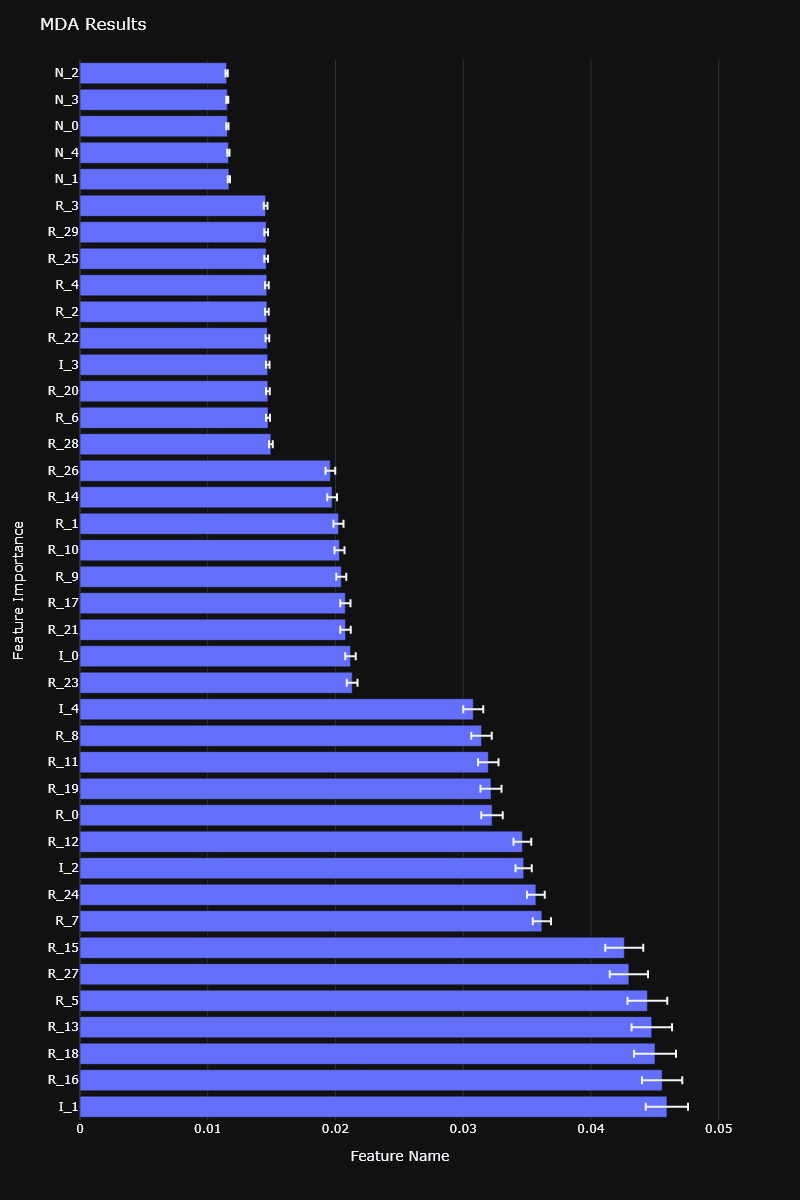 MDA Results
N_2
N_3
N_0
N_4
N_1
R_3
R_29
R_25
R_4
R_2
R_22
I_3
R_20
R_6
R_28
R_26
R_14
R_1
R_10
R_9
R_17
R_21
I_0
R_23
I_4
R_8
R_11
R_19
R_0
R_12
I_2
R_24
R_7
R_15
R_27
R_5
R_13
R_18
R_16
I_1
Feature Importance
0 0.01 0.02 0.03 0.04 0.05
Feature Name